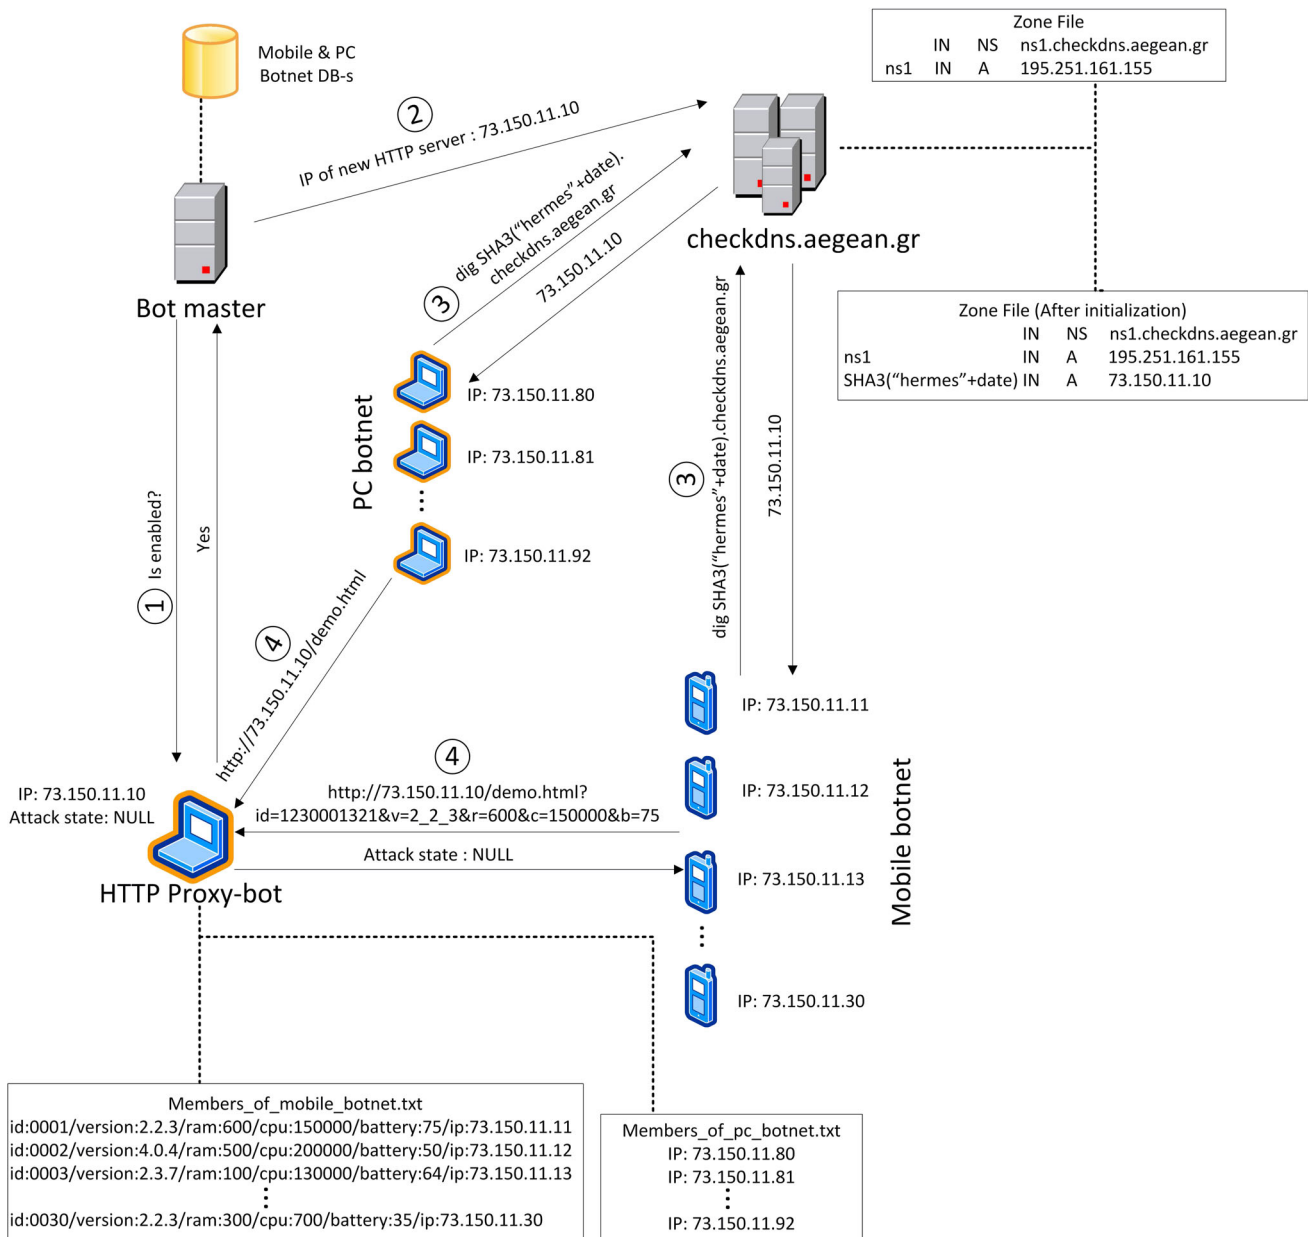 Mobile & PC
Botnet DB-s
Zone File
IN NS ns1.checkdns.aegean.gr
ns1 IN A 195.251.161.155
2
IP of new HTTP server : 73.150.11.10
3
dig SHA3(“hermes”+date).
checkdns.aegean.gr
73.150.11.10
checkdns.aegean.gr
Bot master
Zone File (After initialization)
IN NS ns1.checkdns.aegean.gr
ns1 IN A 195.251.161.155
SHA3(“hermes”+date) IN A 73.150.11.10
PC botnet
IP: 73.150.11.80
IP: 73.150.11.81
IP: 73.150.11.92
1
Is enabled?
Yes
3
dig SHA3(“hermes”+date).checkdns.aegean.gr
73.150.11.10
4
http://73.150.11.10/demo.html
IP: 73.150.11.10
Attack state: NULL
HTTP Proxy-bot
4
http://73.150.11.10/demo.html?
id=1230001321&v=2_2_3&r=600&c=150000&b=75
Attack state : NULL
IP: 73.150.11.11
IP: 73.150.11.12
IP: 73.150.11.13
IP: 73.150.11.30
Mobile botnet
Members_of_mobile_botnet.txt
id:0001/version:2.2.3/ram:600/cpu:150000/battery:75/ip:73.150.11.11
id:0002/version:4.0.4/ram:500/cpu:200000/battery:50/ip:73.150.11.12
id:0003/version:2.3.7/ram:100/cpu:130000/battery:64/ip:73.150.11.13
id:0030/version:2.2.3/ram:300/cpu:700/battery:35/ip:73.150.11.30
Members_of_pc_botnet.txt
IP: 73.150.11.80
IP: 73.150.11.81
IP: 73.150.11.92